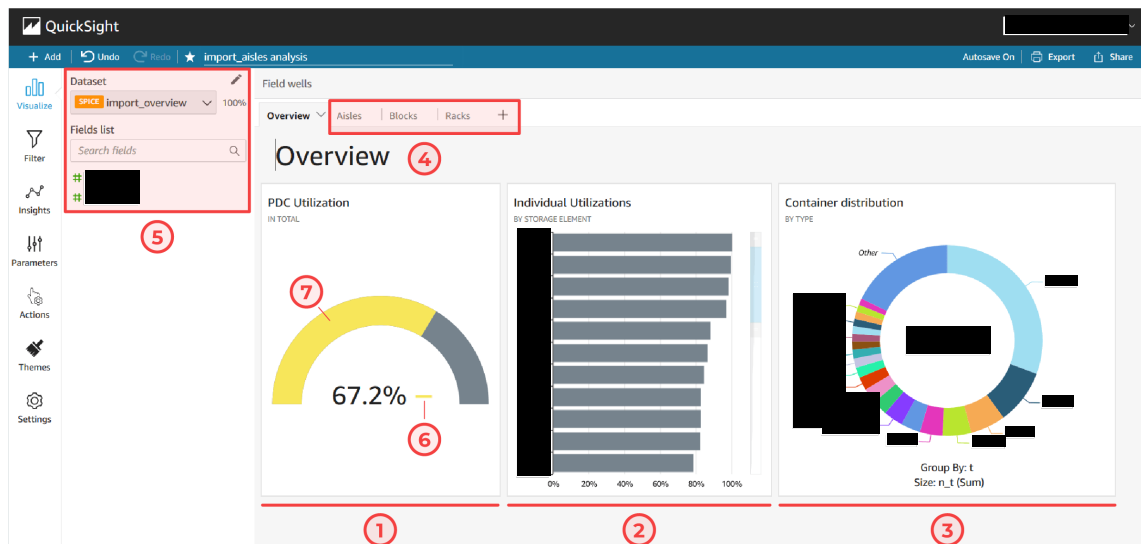 QuickSight
+ Add Undo Redo ★ import_aisles analysis Autosave On Export Share
Visualize
Filter
Insights
Parameters
Actions
Themes
Settings
Dataset
SPICE import_overview 100%
Fields list
Search fields
#
#
5
Field wells
Overview Aisles Blocks Racks +
Overview 4
PDC Utilization
IN TOTAL
7
67.2%
6
1
Individual Utilizations
BY STORAGE ELEMENT
0% 20% 40% 60% 80% 100%
2
Container distribution
BY TYPE
Other
Group By: t
Size: n_t (Sum)
3